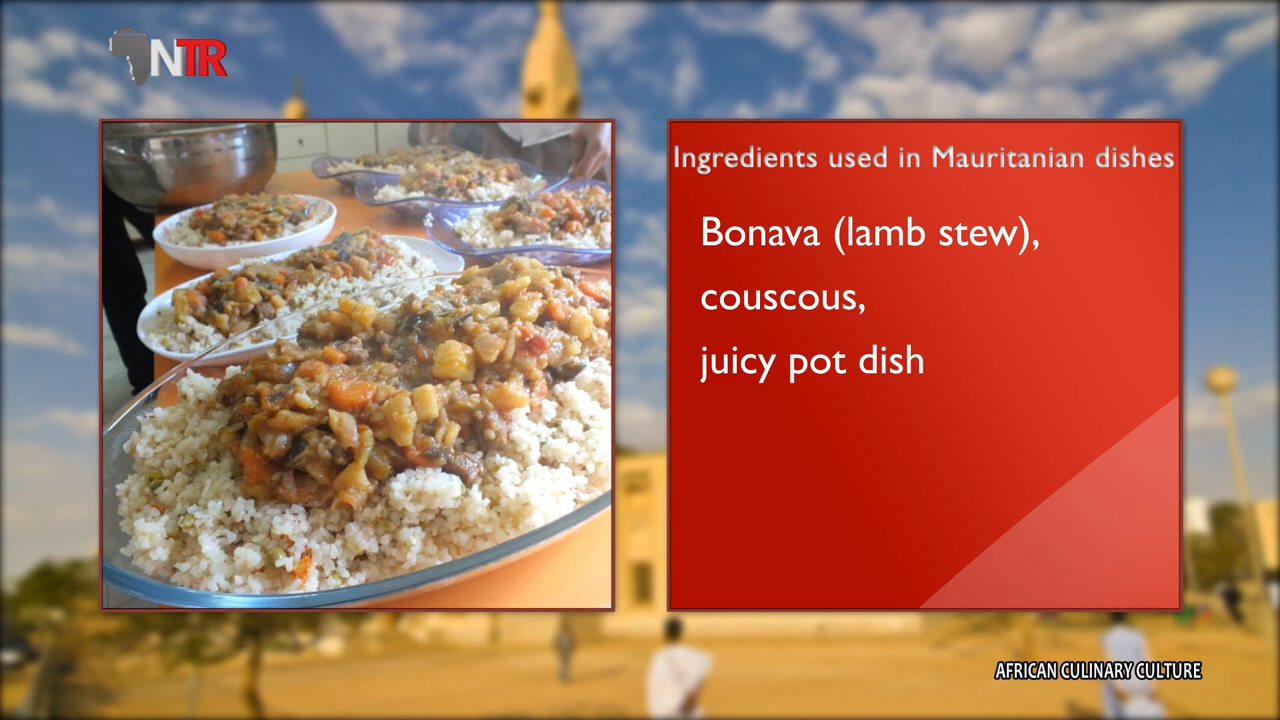 NTR
Ingredients used in Mauritanian dishes
Bonava (lamb stew),
couscous,
juicy pot dish
AFRICAN CULINARY CULTURE